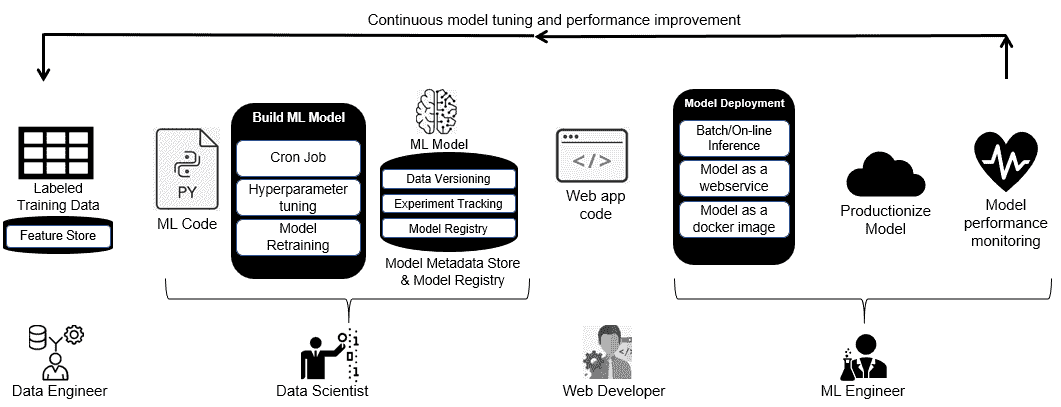 Continuous model tuning and performance improvement
Labeled
Training Data
Feature Store
PY
ML Code
Build ML Model
Cron Job
Hyperparameter
tuning
Model
Retraining
ML Model
Data Versioning
Experiment Tracking
Model Registry
Model Metadata Store
& Model Registry
</>
Web app
code
Model Deployment
Batch/On-line
Inference
Model as a
webservice
Model as a
docker image
Productionize
Model
Model
performance
monitoring
Data Engineer
1
0
1
Data Scientist
</>
Web Developer
ML Engineer